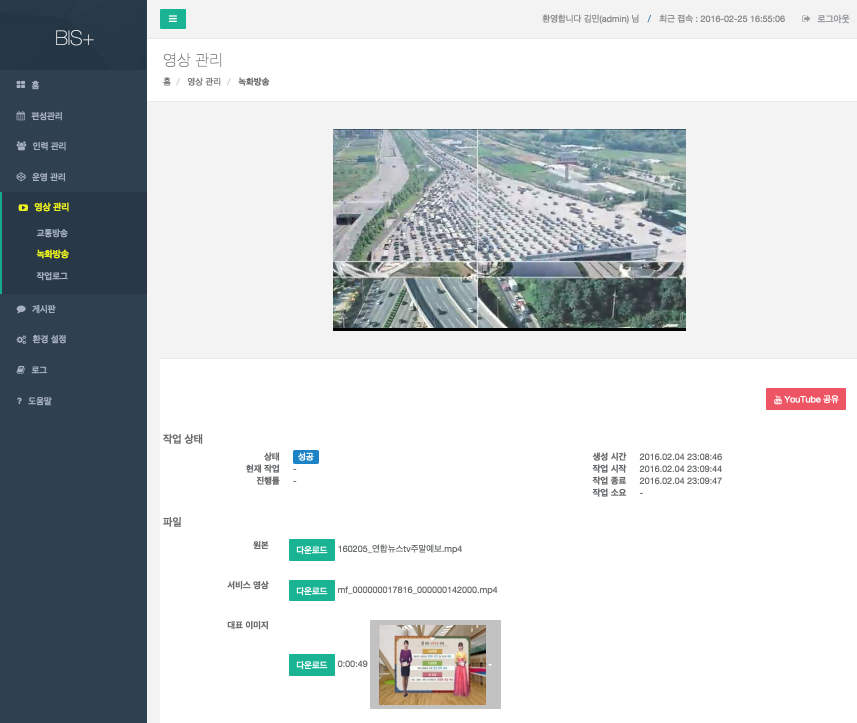 BIS+
환영합니다 김민(admin) 님 / 최근 접속 : 2016-02-25 16:55:06 로그아웃
영상 관리
홈 / 영상 관리 / 녹화방송
홈
편성관리
인력 관리
운영 관리
영상 관리
교통방송
녹화방송
작업로그
게시판
환경 설정
로그
? 도움말
YouTube 공유
작업 상태
상태 성공
현재 작업 -
진행률 -
생성 시간 2016.02.04 23:08:46
작업 시작 2016.02.04 23:09:44
작업 종료 2016.02.04 23:09:47
작업 소요 -
파일
원본 다운로드 160205_연합뉴스tv주말예보.mp4
서비스 영상 다운로드 mf_000000017816_000000142000.mp4
대표 이미지
다운로드 0:00:49